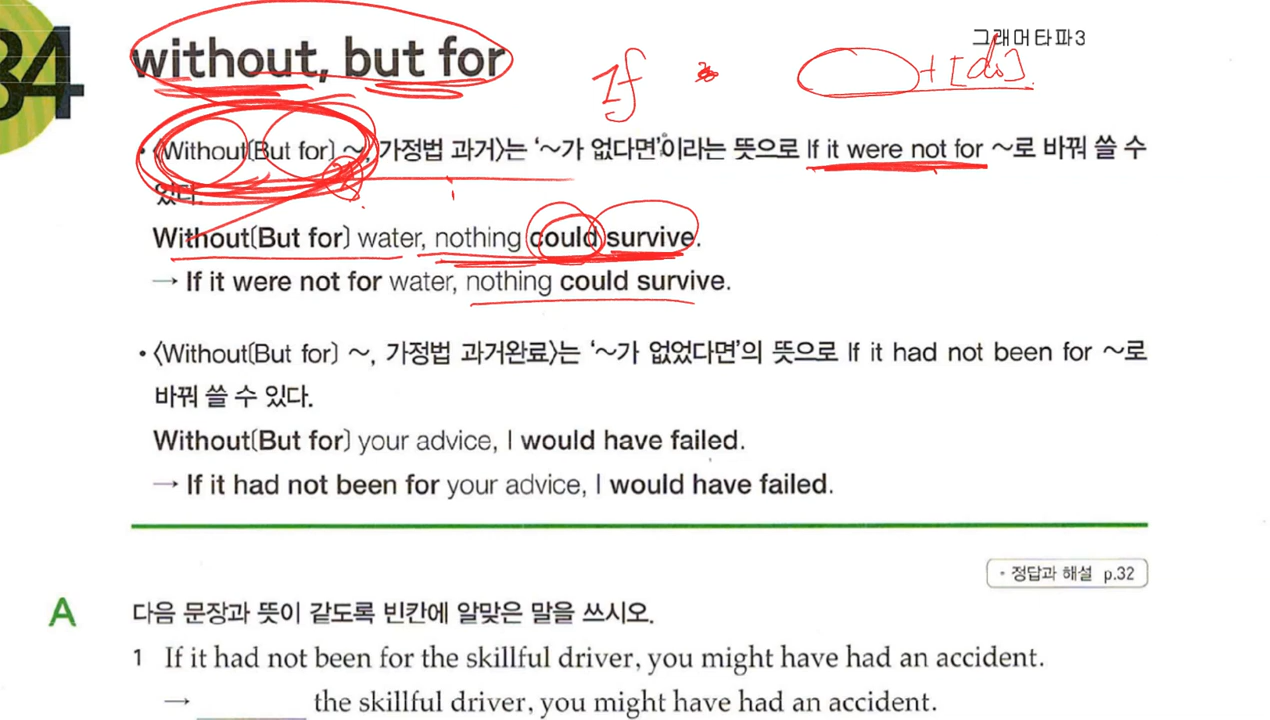 34
without, but for
그래머타파3
If
+ [do]
• 〈Without(But for) ~, 가정법 과거〉는 '~가 없다면'이라는 뜻으로 If it were not for ~로 바꿔 쓸 수
있다.
Without(But for) water, nothing could survive.
→ If it were not for water, nothing could survive.
• 〈Without(But for) ~, 가정법 과거완료〉는 '~가 없었다면'의 뜻으로 If it had not been for ~로
바꿔 쓸 수 있다.
Without(But for) your advice, I would have failed.
→ If it had not been for your advice, I would have failed.
• 정답과 해설 p.32
A 다음 문장과 뜻이 같도록 빈칸에 알맞은 말을 쓰시오.
1 If it had not been for the skillful driver, you might have had an accident.
→ ______ the skillful driver, you might have had an accident.